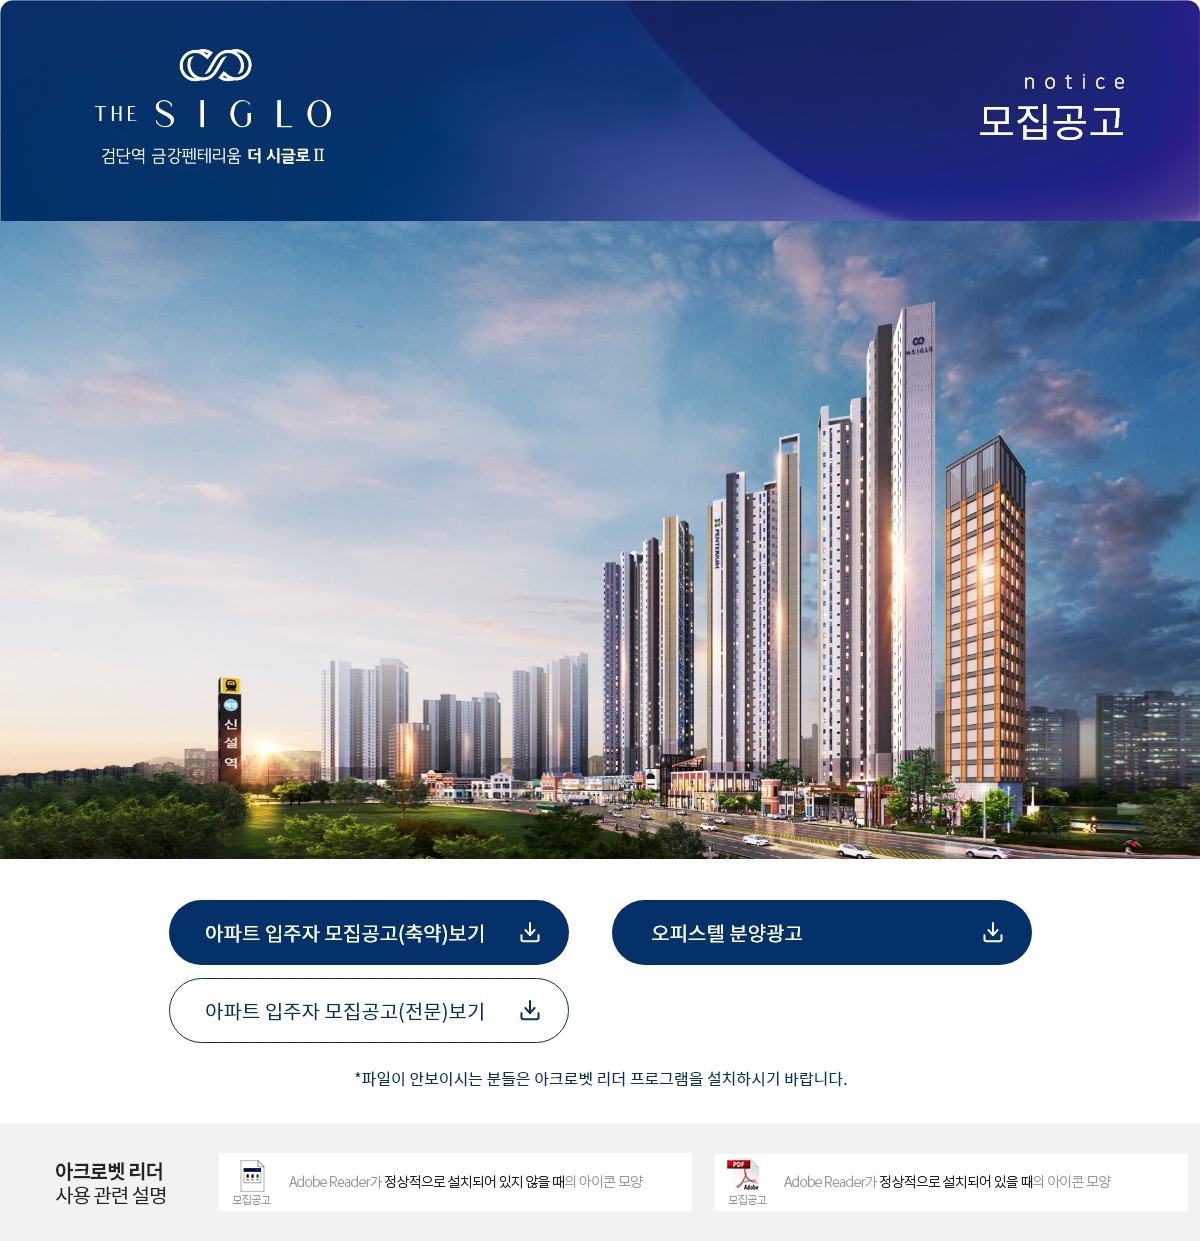 THE SIGLO
검단역 금강펜테리움 더 시글로 Ⅱ
notice
모집공고
SIGLO
PENTERIUM
예정
신설역
아파트 입주자 모집공고(축약)보기
오피스텔 분양광고
아파트 입주자 모집공고(전문)보기
*파일이 안보이시는 분들은 아크로벳 리더 프로그램을 설치하시기 바랍니다.
아크로벳 리더
사용 관련 설명
모집공고
Adobe Reader가 정상적으로 설치되어 있지 않을 때의 아이콘 모양
PDF
Adobe
모집공고
Adobe Reader가 정상적으로 설치되어 있을 때의 아이콘 모양